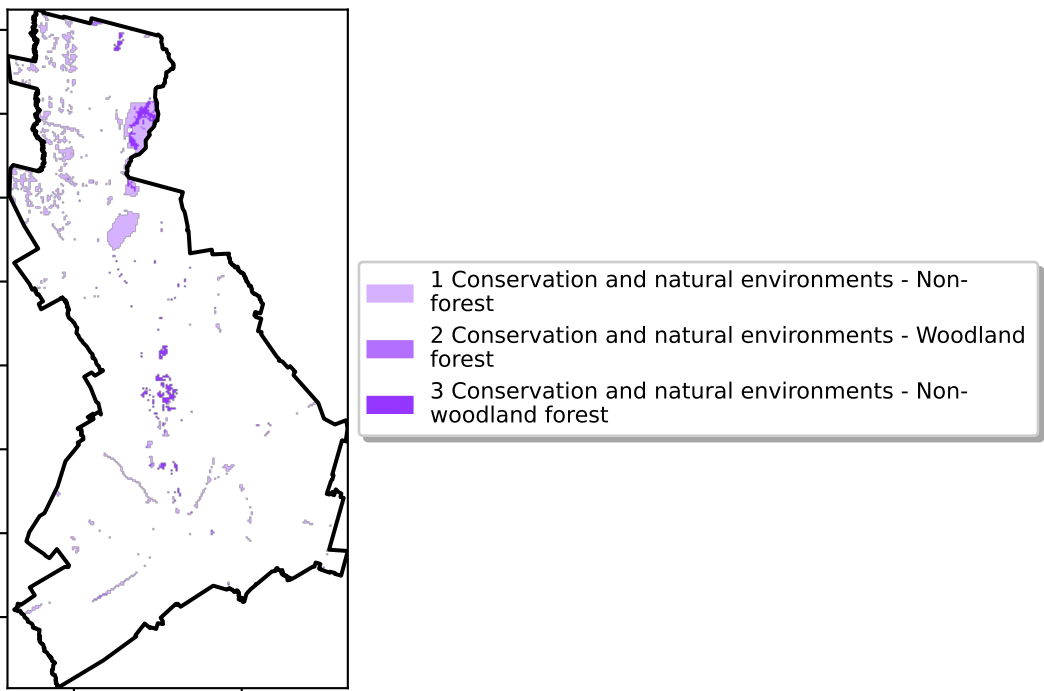 1 Conservation and natural environments - Non-
forest
2 Conservation and natural environments - Woodland
forest
3 Conservation and natural environments - Non-
woodland forest